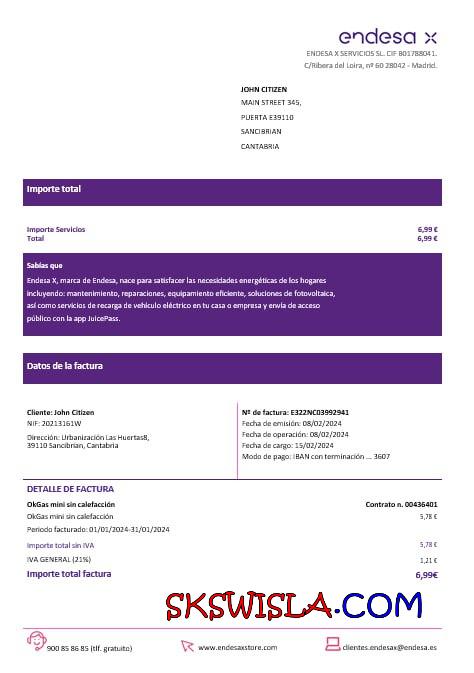 endesa x
ENDESA X SERVICIOS SL. CIF B01788041.
C/Ribera del Loira, nº 60 28042 - Madrid.
JOHN CITIZEN
MAIN STREET 345,
PUERTA E39110
SANCIBRIAN
CANTABRIA
Importe total
Importe Servicios 6,99 €
Total 6,99 €
Sabías que
Endesa X, marca de Endesa, nace para satisfacer las necesidades energéticas de los hogares
incluyendo: mantenimiento, reparaciones, equipamiento eficiente, soluciones de fotovoltaica,
así como servicios de recarga de vehículo eléctrico en tu casa o empresa y envía de acceso
público con la app JuicePass.
Datos de la factura
Cliente: John Citizen
NIF: 20213161W
Dirección: Urbanización Las Huertas8,
39110 Sancibrian, Cantabria
Nº de factura: E322NC03992941
Fecha de emisión: 08/02/2024
Fecha de operación: 08/02/2024
Fecha de cargo: 15/02/2024
Modo de pago: IBAN con terminación ... 3607
DETALLE DE FACTURA
OkGas mini sin calefacción Contrato n. 00436401
OkGas mini sin calefacción 5,78 €
Periodo facturado: 01/01/2024-31/01/2024
Importe total sin IVA 5,78 €
IVA GENERAL (21%) 1,21 €
Importe total factura 6,99€
SKSWISLA.COM
900 85 86 85 (tlf. gratuito) www.endesaxstore.com clientes.endesax@endesa.es